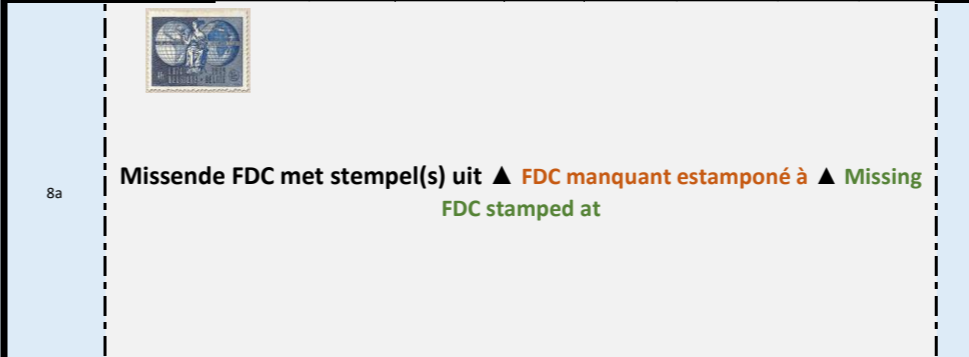 8a
Missende FDC met stempel(s) uit ▲ FDC manquant estamponé à ▲ Missing
FDC stamped at